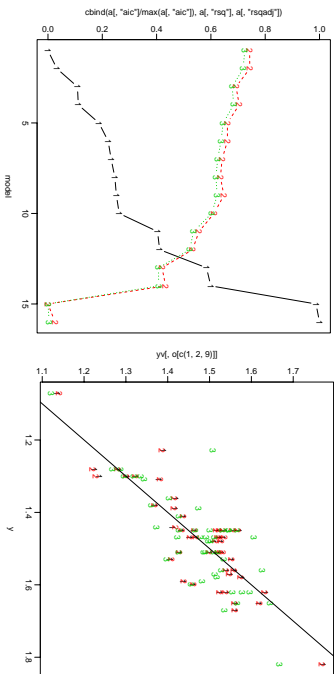 cbind(a[, "aic"]/max(a[, "aic"]), a[, "rsq"], a[, "rsqadj"])
0.0 0.2 0.4 0.6 0.8 1.0
5
10
15
model
yv[, o[c(1, 2, 9)]]
1.1 1.2 1.3 1.4 1.5 1.6 1.7
1.2
1.4
1.6
1.8
y